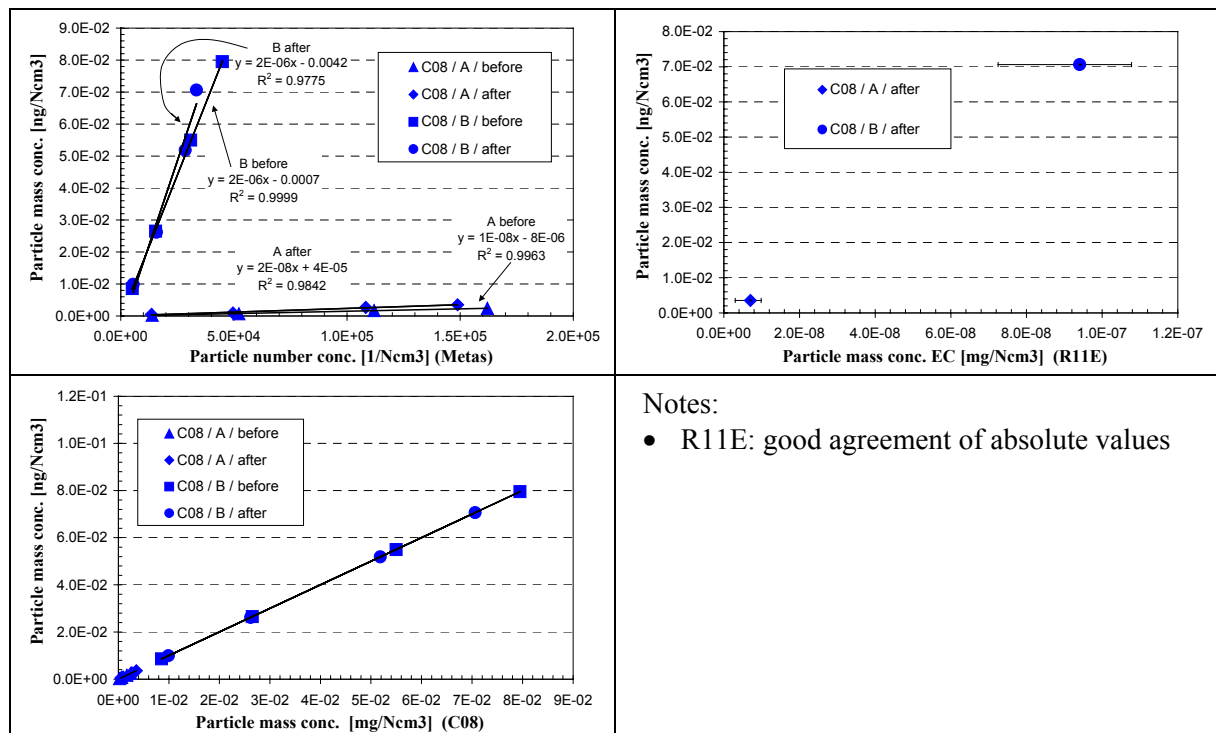 9.0E-02
8.0E-02
7.0E-02
6.0E-02
5.0E-02
4.0E-02
3.0E-02
2.0E-02
1.0E-02
0.0E+00
Particle mass conc. [ng/Ncm3]
B after
y = 2E-06x - 0.0042
R² = 0.9775
B before
y = 2E-06x - 0.0007
R² = 0.9999
A after
y = 2E-08x + 4E-05
R² = 0.9842
A before
y = 1E-08x - 8E-06
R² = 0.9963
C08 / A / before
C08 / A / after
C08 / B / before
C08 / B / after
0.0E+00 5.0E+04 1.0E+05 1.5E+05 2.0E+05
Particle number conc. [1/Ncm3] (Metas)
8.0E-02
7.0E-02
6.0E-02
5.0E-02
4.0E-02
3.0E-02
2.0E-02
1.0E-02
0.0E+00
Particle mass conc. [ng/Ncm3]
C08 / A / after
C08 / B / after
0.0E+00 2.0E-08 4.0E-08 6.0E-08 8.0E-08 1.0E-07 1.2E-07
Particle mass conc. EC [mg/Ncm3] (R11E)
1.2E-01
1.0E-01
8.0E-02
6.0E-02
4.0E-02
2.0E-02
0.0E+00
Particle mass conc. [ng/Ncm3]
C08 / A / before
C08 / A / after
C08 / B / before
C08 / B / after
0E+00 1E-02 2E-02 3E-02 4E-02 5E-02 6E-02 7E-02 8E-02 9E-02
Particle mass conc. [mg/Ncm3] (C08)
Notes:
• R11E: good agreement of absolute values